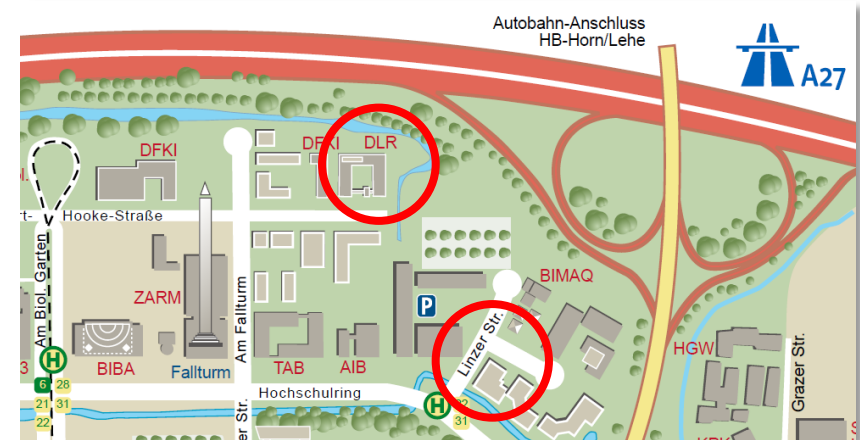 Autobahn-Anschluss
HB-Horn/Lehe
A27
DFKI
DFKI
DLR
Hooke-Straße
Am Biol. Garten
ZARM
Am Fallturm
P
BIMAQ
Linzer Str.
HGW
Grazer Str.
H
6 28
21 31
22
BIBA
Fallturm
TAB
AIB
Hochschulring
H
31